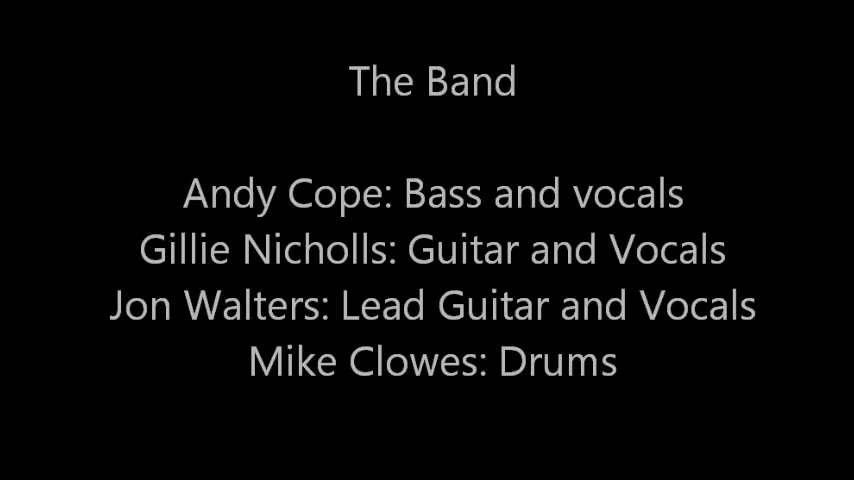 The Band
Andy Cope: Bass and vocals
Gillie Nicholls: Guitar and Vocals
Jon Walters: Lead Guitar and Vocals
Mike Clowes: Drums